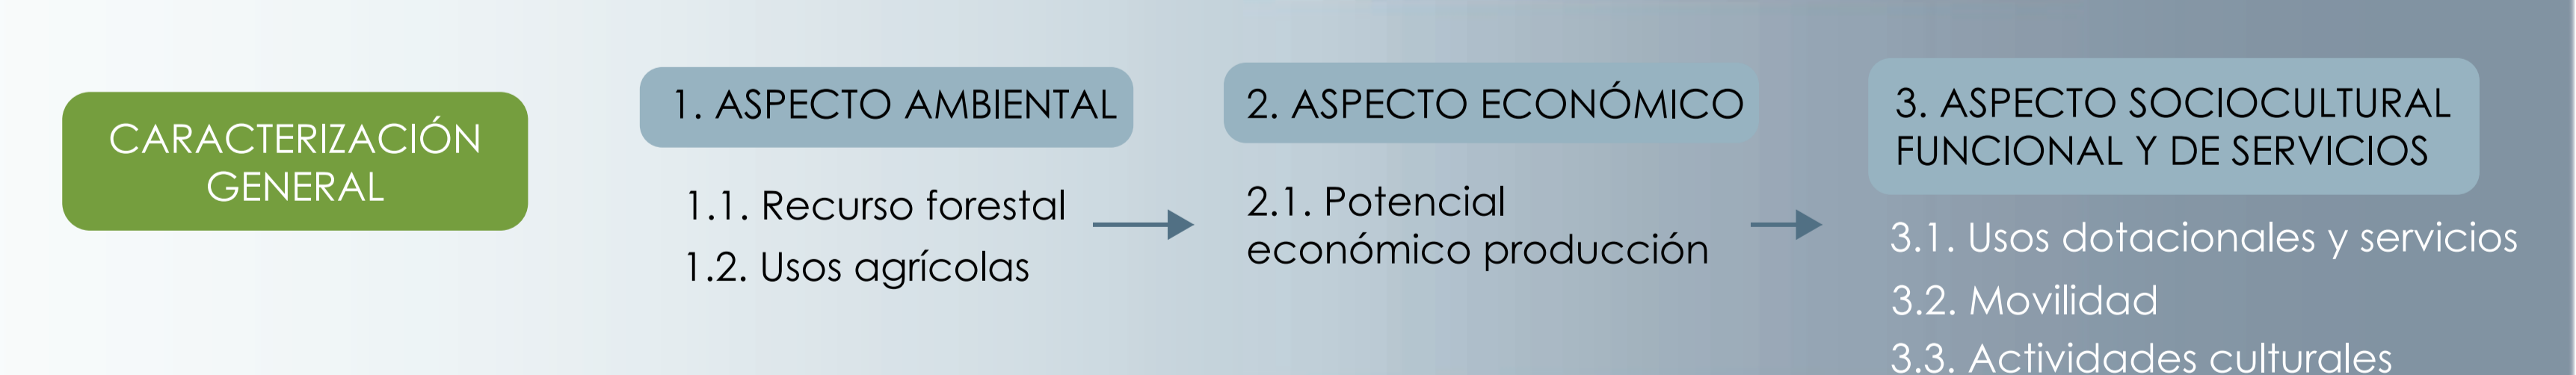 CARACTERIZACIÓN
GENERAL
1. ASPECTO AMBIENTAL
1.1. Recurso forestal
1.2. Usos agrícolas
2. ASPECTO ECONÓMICO
2.1. Potencial
económico producción
3. ASPECTO SOCIOCULTURAL
FUNCIONAL Y DE SERVICIOS
3.1. Usos dotacionales y servicios
3.2. Movilidad
3.3. Actividades culturales